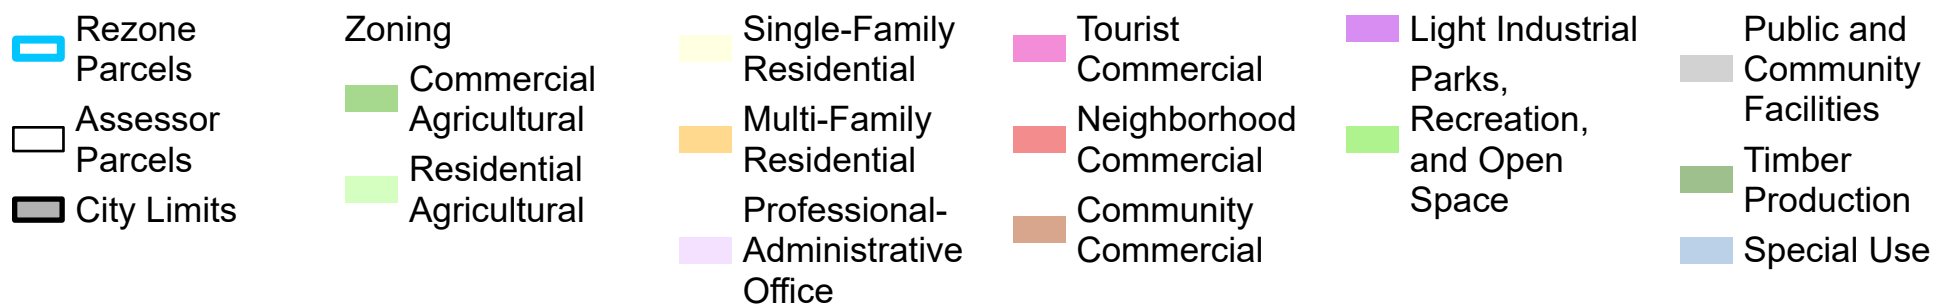 Rezone
Parcels
Assessor
Parcels
City Limits
Zoning
Commercial
Agricultural
Residential
Agricultural
Single-Family
Residential
Multi-Family
Residential
Professional-
Administrative
Office
Tourist
Commercial
Neighborhood
Commercial
Community
Commercial
Light Industrial
Parks,
Recreation,
and Open
Space
Public and
Community
Facilities
Timber
Production
Special Use